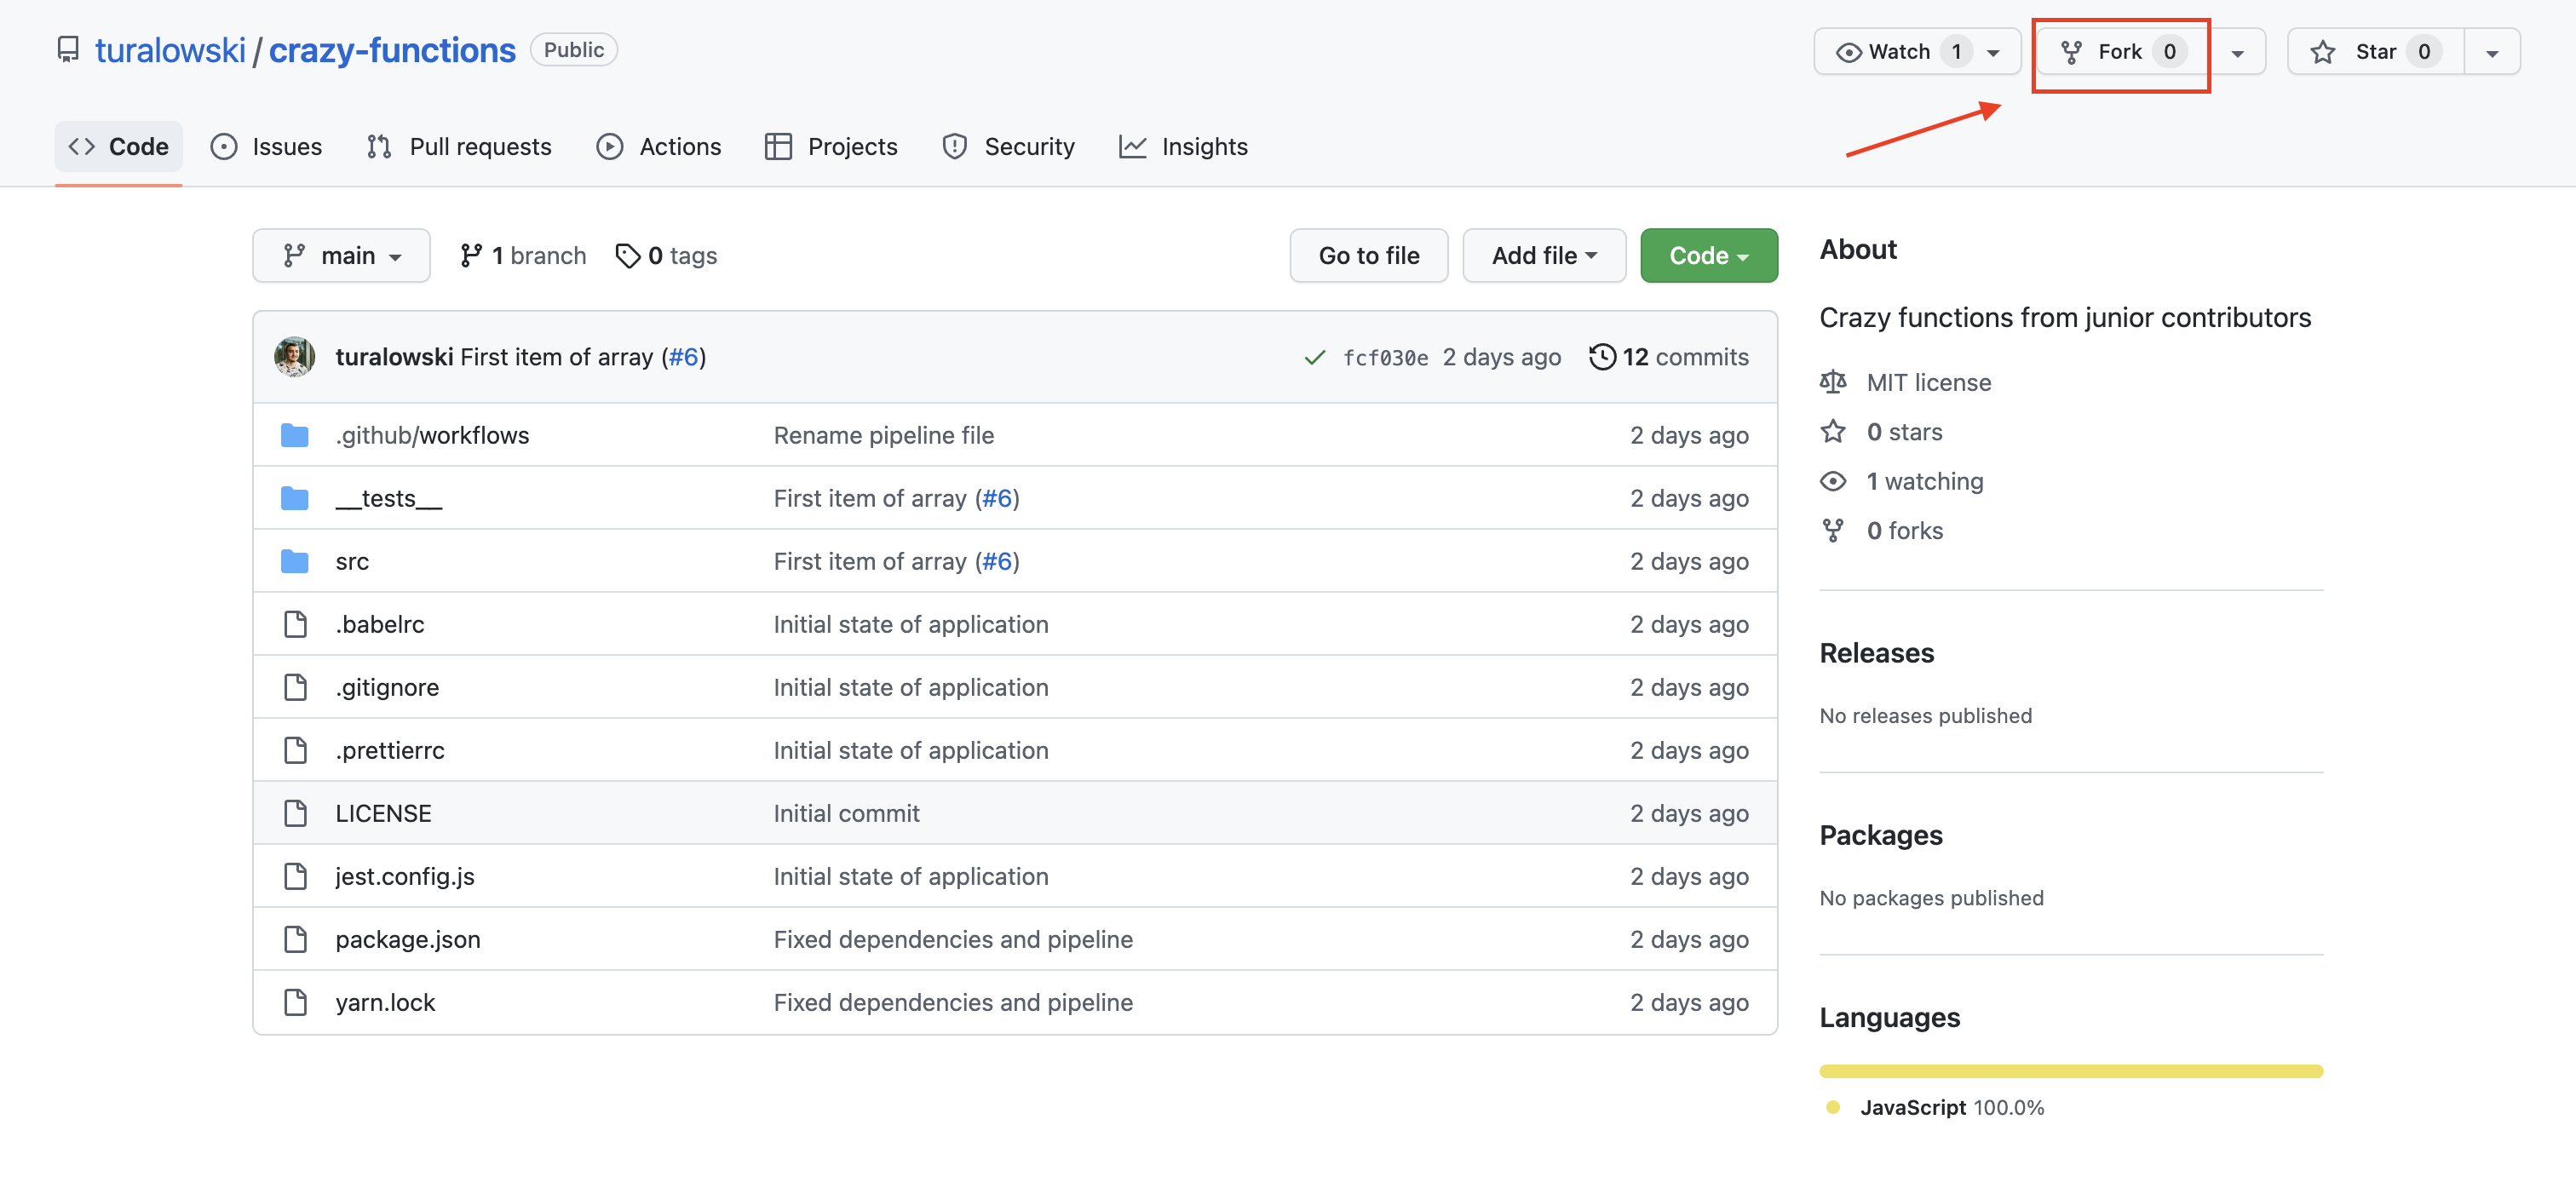 turalowski / crazy-functions Public Watch 1 Fork 0 Star 0
Code Issues Pull requests Actions Projects Security Insights
main 1 branch 0 tags Go to file Add file Code
turalowski First item of array (#6) fcf030e 2 days ago 12 commits
.github/workflows Rename pipeline file 2 days ago
__tests__ First item of array (#6) 2 days ago
src First item of array (#6) 2 days ago
.babelrc Initial state of application 2 days ago
.gitignore Initial state of application 2 days ago
.prettierrc Initial state of application 2 days ago
LICENSE Initial commit 2 days ago
jest.config.js Initial state of application 2 days ago
package.json Fixed dependencies and pipeline 2 days ago
yarn.lock Fixed dependencies and pipeline 2 days ago
About
Crazy functions from junior contributors
MIT license
0 stars
1 watching
0 forks
Releases
No releases published
Packages
No packages published
Languages
JavaScript 100.0%